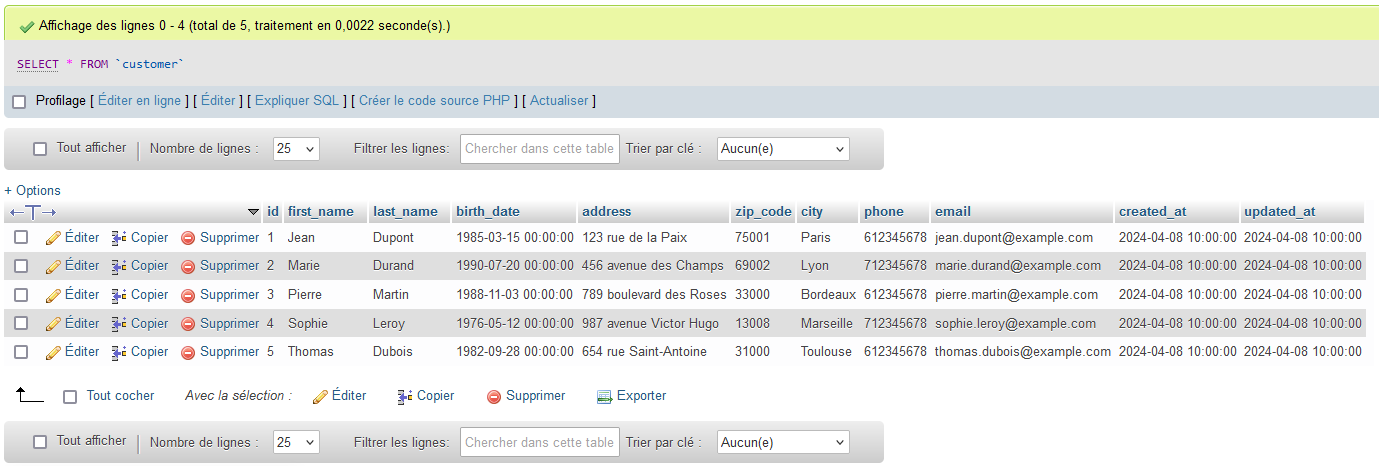 Affichage des lignes 0 - 4 (total de 5, traitement en 0,0022 seconde(s).)
SELECT * FROM `customer`
Profilage [ Éditer en ligne ] [ Éditer ] [ Expliquer SQL ] [ Créer le code source PHP ] [ Actualiser ]
Tout afficher Nombre de lignes : 25 Filtrer les lignes: Chercher dans cette table Trier par clé : Aucun(e)
+ Options
id first_name last_name birth_date address zip_code city phone email created_at updated_at
Éditer Copier Supprimer 1 Jean Dupont 1985-03-15 00:00:00 123 rue de la Paix 75001 Paris 612345678 jean.dupont@example.com 2024-04-08 10:00:00 2024-04-08 10:00:00
Éditer Copier Supprimer 2 Marie Durand 1990-07-20 00:00:00 456 avenue des Champs 69002 Lyon 712345678 marie.durand@example.com 2024-04-08 10:00:00 2024-04-08 10:00:00
Éditer Copier Supprimer 3 Pierre Martin 1988-11-03 00:00:00 789 boulevard des Roses 33000 Bordeaux 612345678 pierre.martin@example.com 2024-04-08 10:00:00 2024-04-08 10:00:00
Éditer Copier Supprimer 4 Sophie Leroy 1976-05-12 00:00:00 987 avenue Victor Hugo 13008 Marseille 712345678 sophie.leroy@example.com 2024-04-08 10:00:00 2024-04-08 10:00:00
Éditer Copier Supprimer 5 Thomas Dubois 1982-09-28 00:00:00 654 rue Saint-Antoine 31000 Toulouse 612345678 thomas.dubois@example.com 2024-04-08 10:00:00 2024-04-08 10:00:00
Tout cocher Avec la sélection : Éditer Copier Supprimer Exporter
Tout afficher Nombre de lignes : 25 Filtrer les lignes: Chercher dans cette table Trier par clé : Aucun(e)